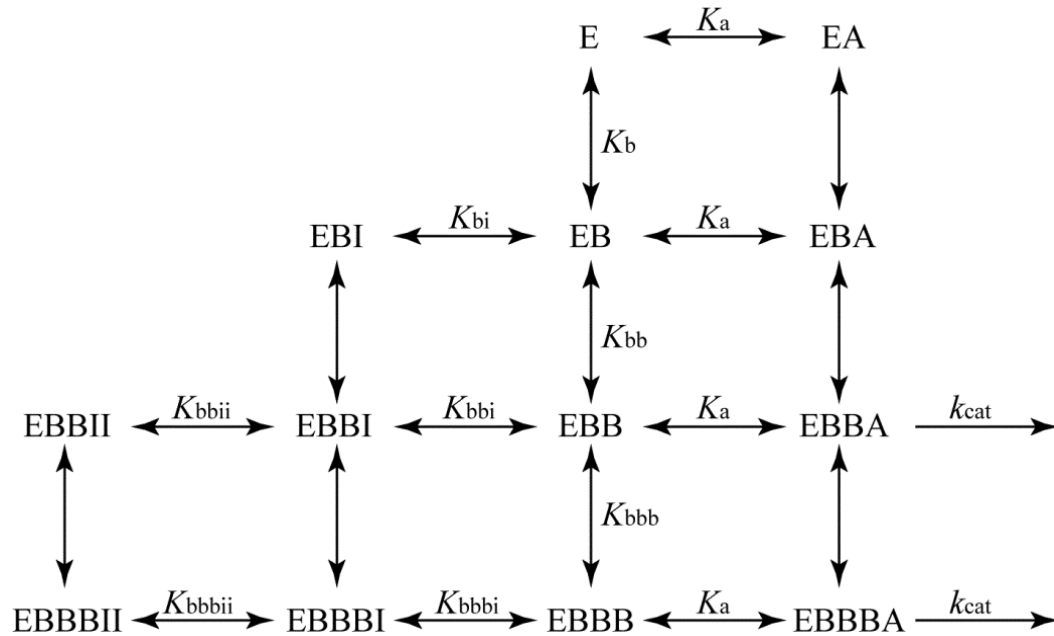 E Ka EA
Kb
EBI Kbi EB Ka EBA
Kbb
EBBII Kbbii EBBI Kbbi EBB Ka EBBA kcat
Kbbb
EBBBII Kbbbii EBBBI Kbbbi EBBB Ka EBBBA kcat